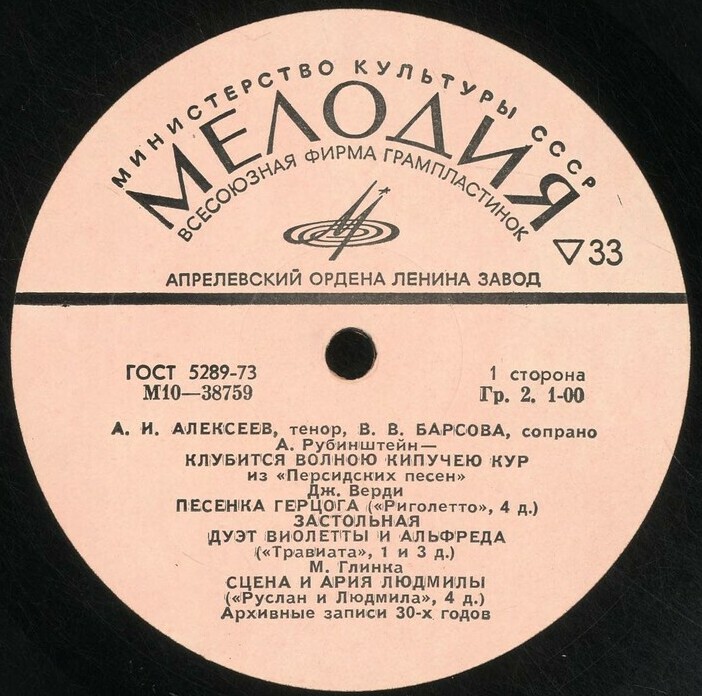 МИНИСТЕРСТВО КУЛЬТУРЫ СССР
МЕЛОДИЯ
ВСЕСОЮЗНАЯ ФИРМА ГРАМПЛАСТИНОК
▽33
АПРЕЛЕВСКИЙ ОРДЕНА ЛЕНИНА ЗАВОД
ГОСТ 5289-73
М10—38759
1 сторона
Гр. 2. 1-00
А. И. АЛЕКСЕЕВ, тенор, В. В. БАРСОВА, сопрано
А. Рубинштейн—
КЛУБИТСЯ ВОЛНОЮ КИПУЧЕЮ КУР
из «Персидских песен»
Дж. Верди
ПЕСЕНКА ГЕРЦОГА («Риголетто», 4 д.)
ЗАСТОЛЬНАЯ
ДУЭТ ВИОЛЕТТЫ И АЛЬФРЕДА
(«Травиата», 1 и 3 д.)
М. Глинка
СЦЕНА И АРИЯ ЛЮДМИЛЫ
(«Руслан и Людмила», 4 д.)
Архивные записи 30-х годов